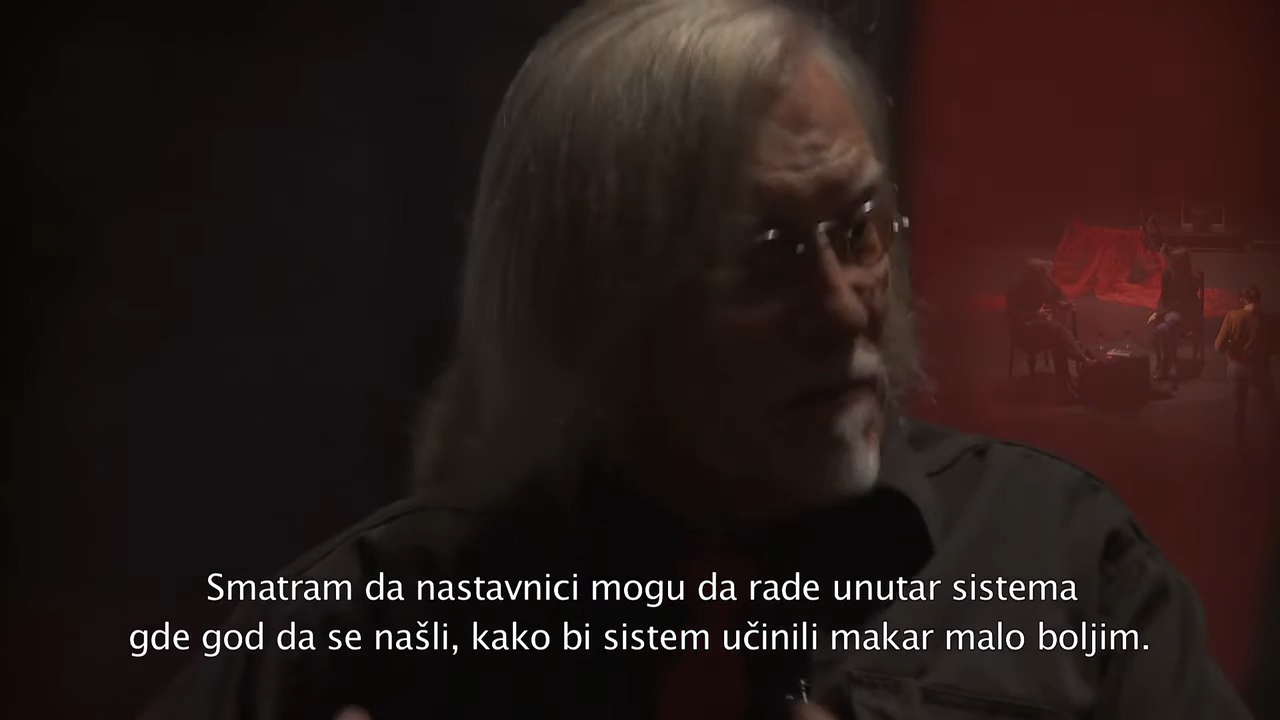 Smatram da nastavnici mogu da rade unutar sistema
gde god da se našli, kako bi sistem učinili makar malo boljim.